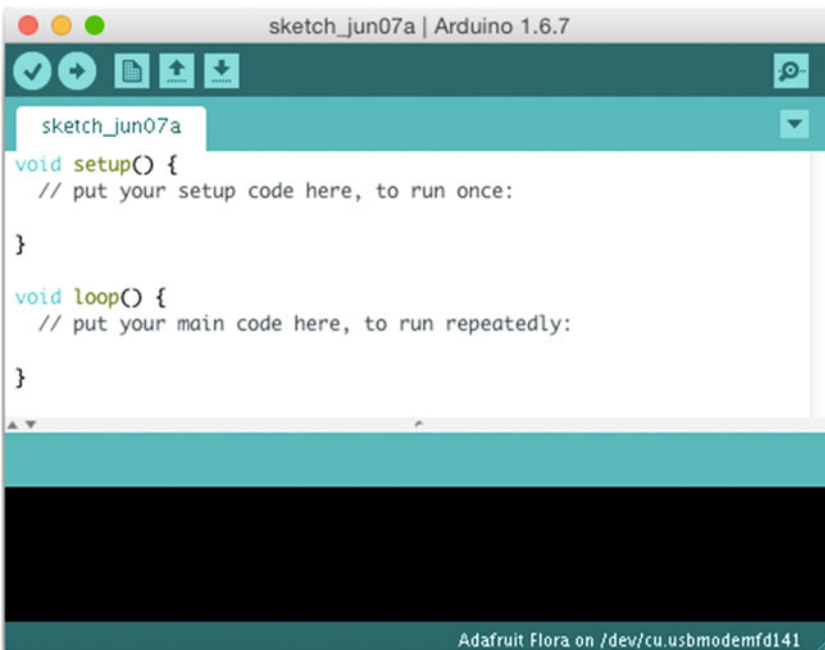 sketch_jun07a | Arduino 1.6.7
sketch_jun07a
void setup() {
  // put your setup code here, to run once:
}
void loop() {
  // put your main code here, to run repeatedly:
}
Adafruit Flora on /dev/cu.usbmodemfd141